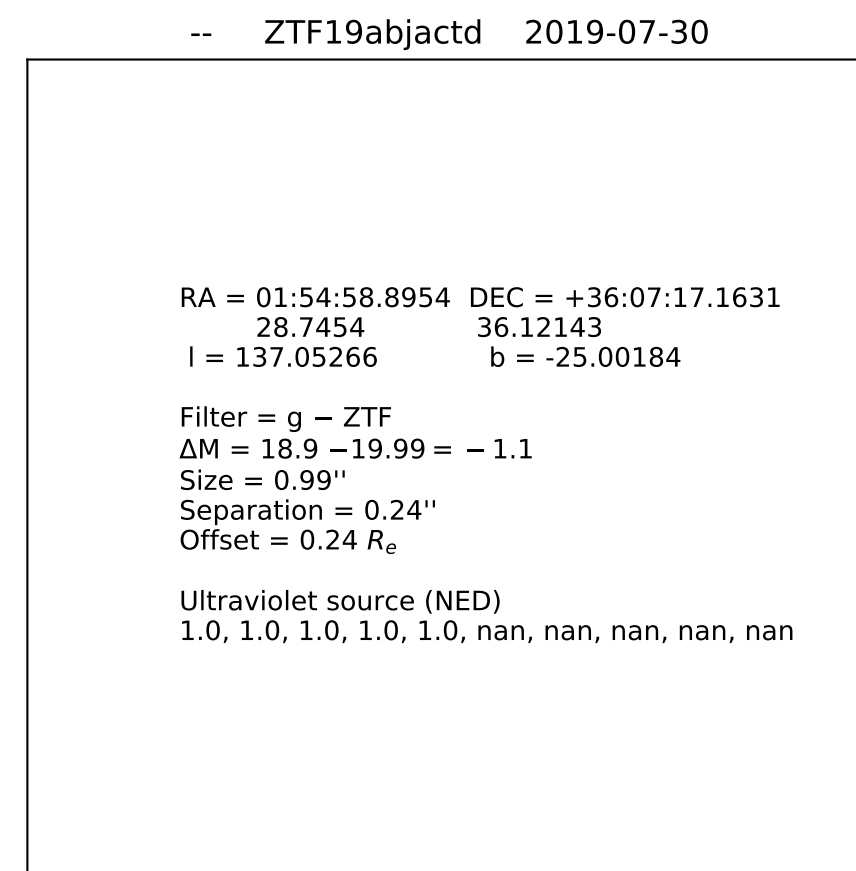 -- ZTF19abjactd 2019-07-30
RA = 01:54:58.8954 DEC = +36:07:17.1631
28.7454 36.12143
l = 137.05266 b = -25.00184
Filter = g − ZTF
ΔM = 18.9 −19.99 = − 1.1
Size = 0.99''
Separation = 0.24''
Offset = 0.24 Re
Ultraviolet source (NED)
1.0, 1.0, 1.0, 1.0, 1.0, nan, nan, nan, nan, nan